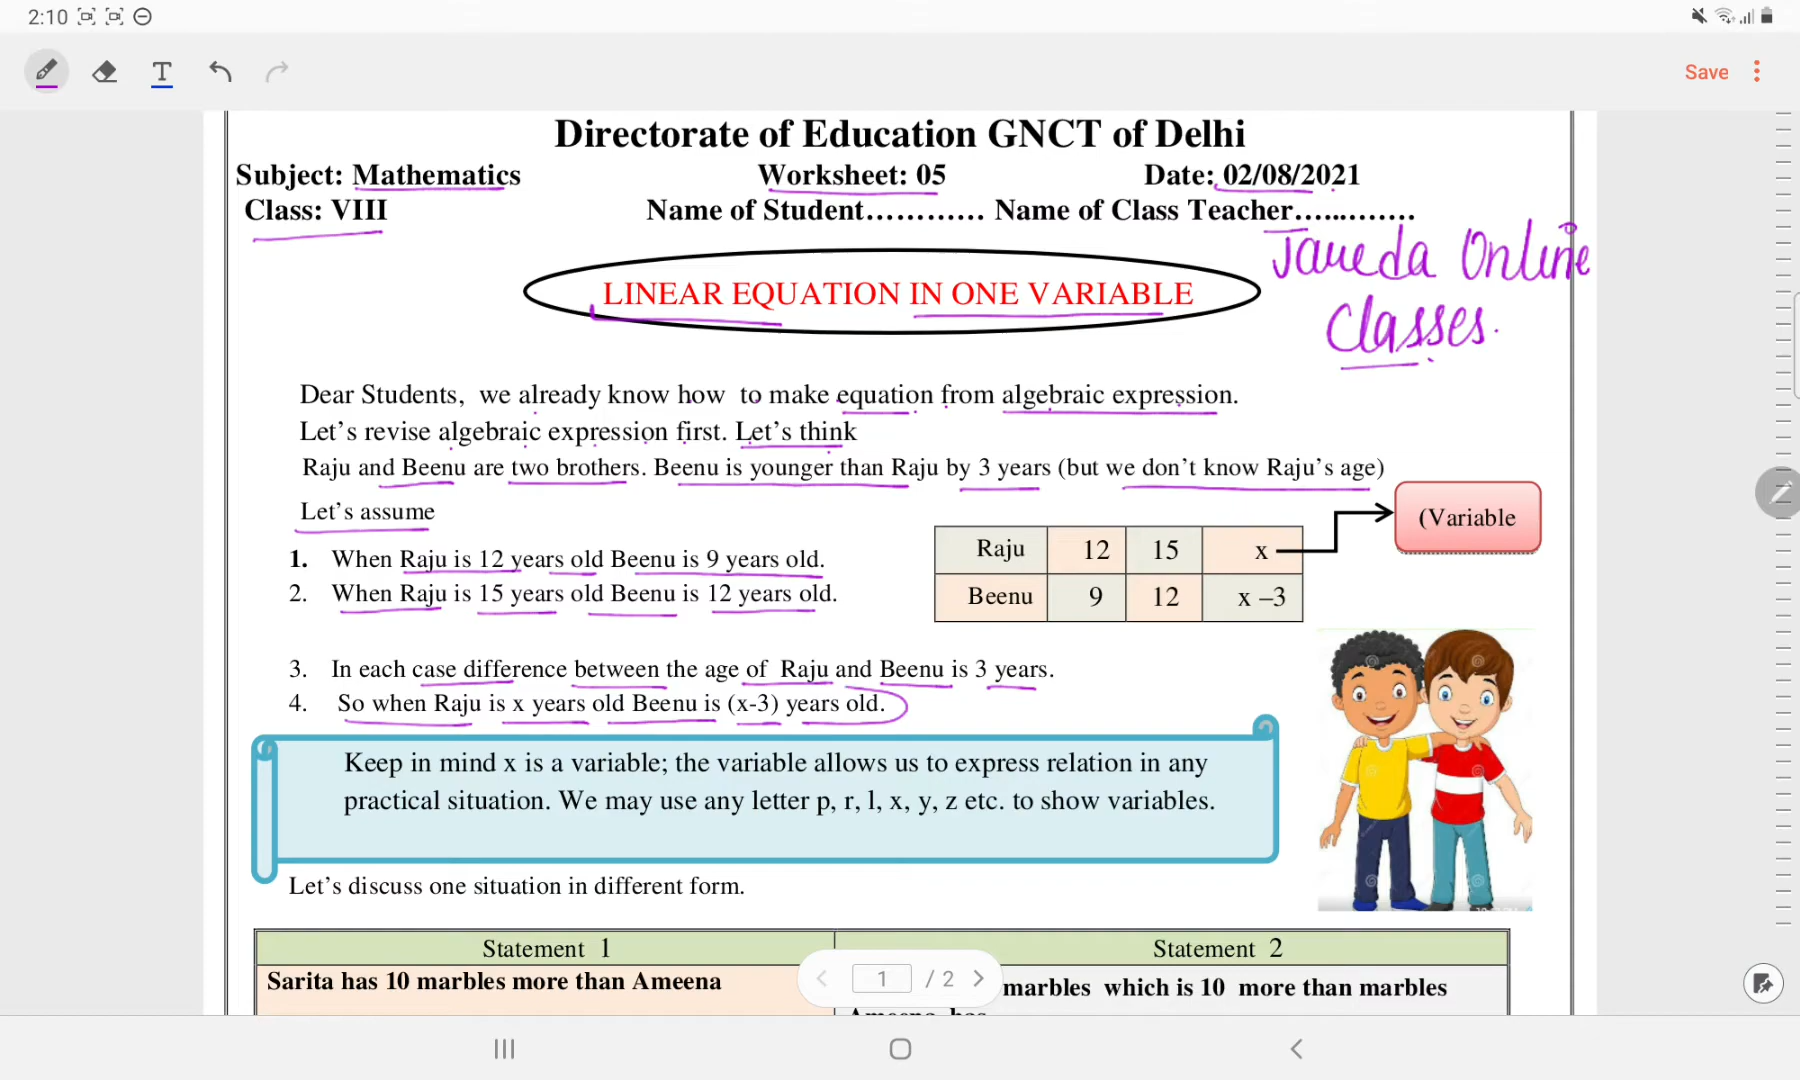 2:10
Save
Directorate of Education GNCT of Delhi
Subject: Mathematics Worksheet: 05 Date: 02/08/2021
Class: VIII Name of Student………… Name of Class Teacher…...…….
LINEAR EQUATION IN ONE VARIABLE
Online
Classes.
Dear Students, we already know how to make equation from algebraic expression.
Let’s revise algebraic expression first. Let’s think
Raju and Beenu are two brothers. Beenu is younger than Raju by 3 years (but we don’t know Raju’s age)
Let’s assume
(Variable
1. When Raju is 12 years old Beenu is 9 years old.
2. When Raju is 15 years old Beenu is 12 years old.
Raju 12 15 x
Beenu 9 12 x –3
3. In each case difference between the age of Raju and Beenu is 3 years.
4. So when Raju is x years old Beenu is (x-3) years old.
Keep in mind x is a variable; the variable allows us to express relation in any
practical situation. We may use any letter p, r, l, x, y, z etc. to show variables.
Let’s discuss one situation in different form.
Statement 1 Statement 2
Sarita has 10 marbles more than Ameena
marbles which is 10 more than marbles
1 / 2